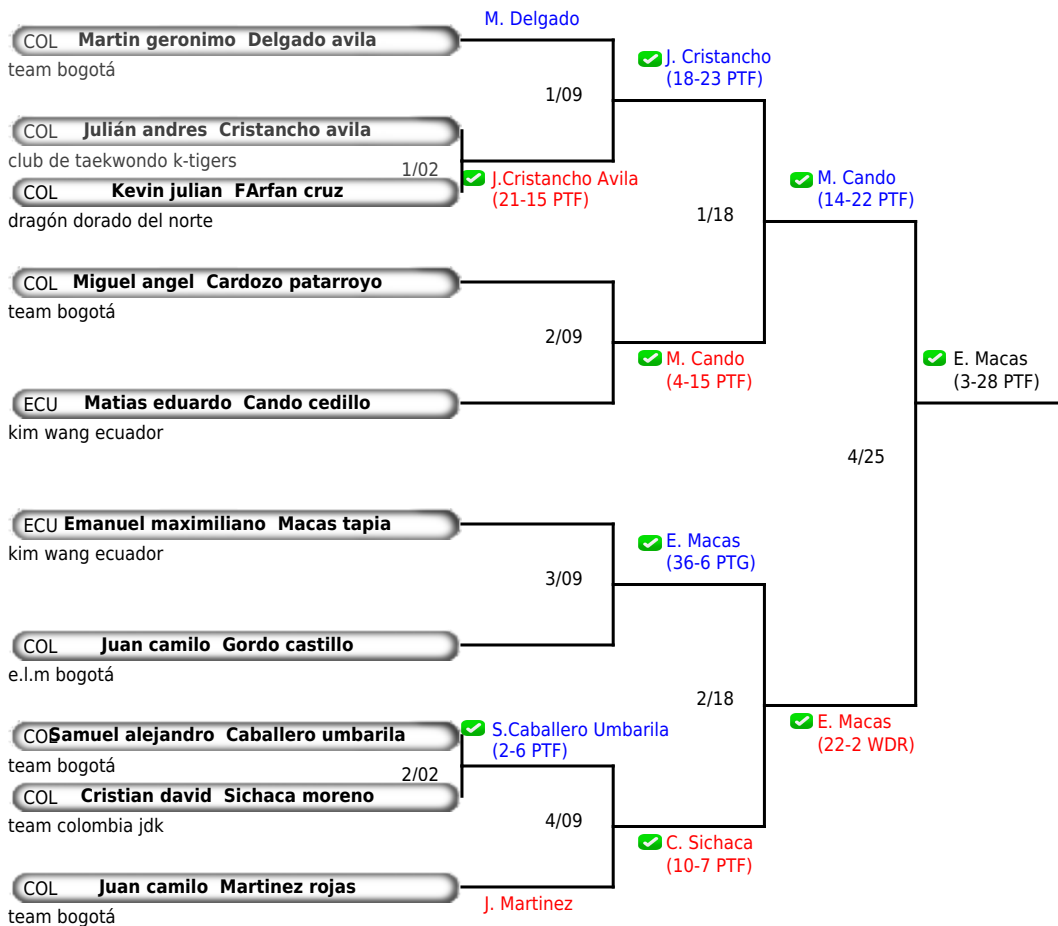 M. Delgado
COL Martin geronimo Delgado avila
team bogotá
J. Cristancho
(18-23 PTF)
1/09
COL Julián andres Cristancho avila
club de taekwondo k-tigers
1/02
J.Cristancho Avila
(21-15 PTF)
COL Kevin julian FArfan cruz
dragón dorado del norte
M. Cando
(14-22 PTF)
1/18
COL Miguel angel Cardozo patarroyo
team bogotá
2/09
M. Cando
(4-15 PTF)
E. Macas
(3-28 PTF)
ECU Matias eduardo Cando cedillo
kim wang ecuador
4/25
ECU Emanuel maximiliano Macas tapia
kim wang ecuador
E. Macas
(36-6 PTG)
3/09
COL Juan camilo Gordo castillo
e.l.m bogotá
2/18
E. Macas
(22-2 WDR)
COL Samuel alejandro Caballero umbarila
team bogotá
S.Caballero Umbarila
(2-6 PTF)
2/02
COL Cristian david Sichaca moreno
team colombia jdk
4/09
C. Sichaca
(10-7 PTF)
COL Juan camilo Martinez rojas
team bogotá
J. Martinez